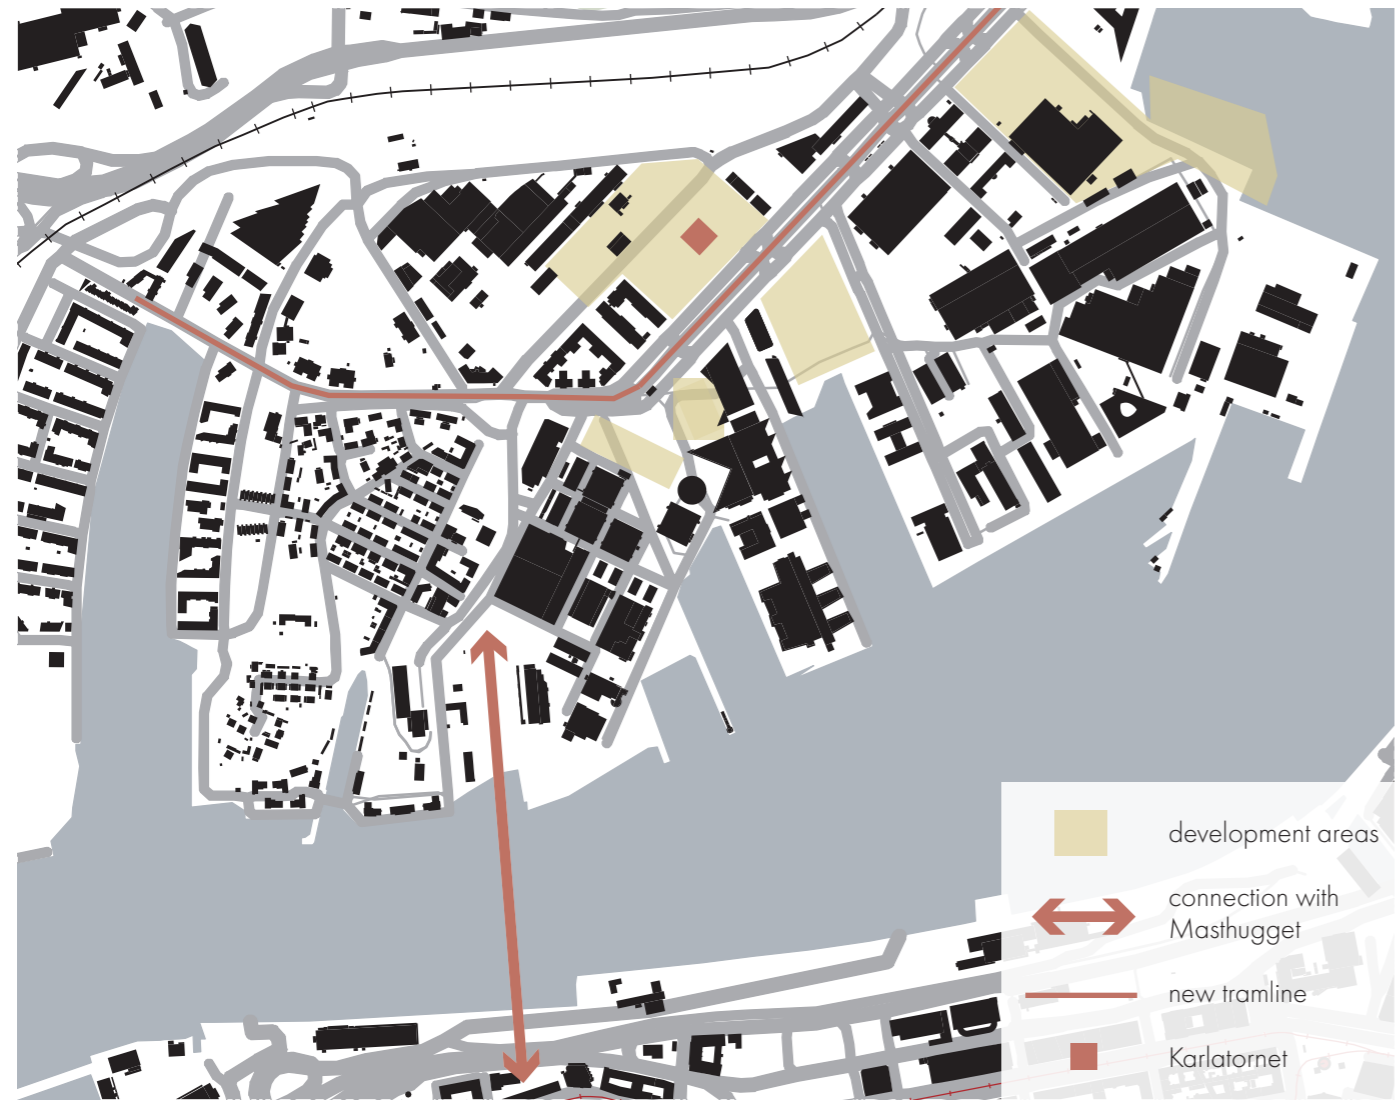 development areas
connection with
Masthugget
new tramline
Karlatornet